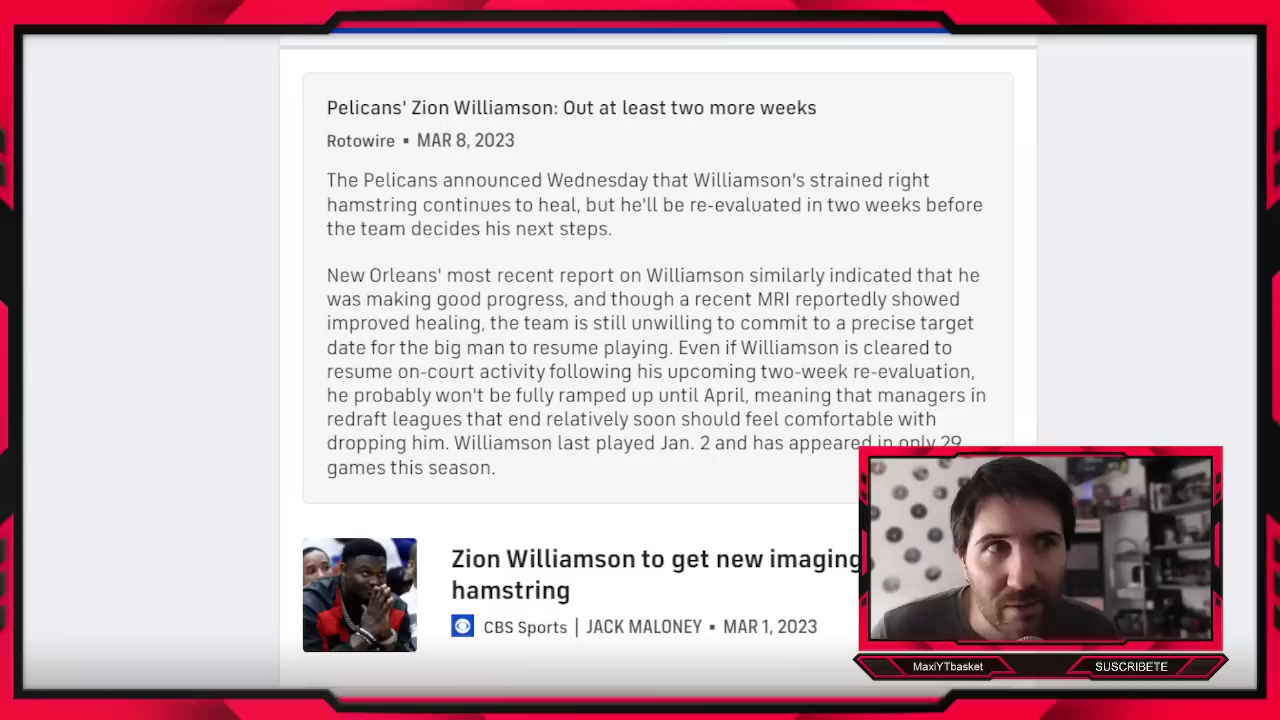 Pelicans' Zion Williamson: Out at least two more weeks
Rotowire ▪ MAR 8, 2023
The Pelicans announced Wednesday that Williamson's strained right
hamstring continues to heal, but he'll be re-evaluated in two weeks before
the team decides his next steps.
New Orleans' most recent report on Williamson similarly indicated that he
was making good progress, and though a recent MRI reportedly showed
improved healing, the team is still unwilling to commit to a precise target
date for the big man to resume playing. Even if Williamson is cleared to
resume on-court activity following his upcoming two-week re-evaluation,
he probably won't be fully ramped up until April, meaning that managers in
redraft leagues that end relatively soon should feel comfortable with
dropping him. Williamson last played Jan. 2 and has appeared in only 29
games this season.
Zion Williamson to get new imaging
hamstring
CBS Sports | JACK MALONEY ▪ MAR 1, 2023
MaxiYTbasket
SUSCRIBETE